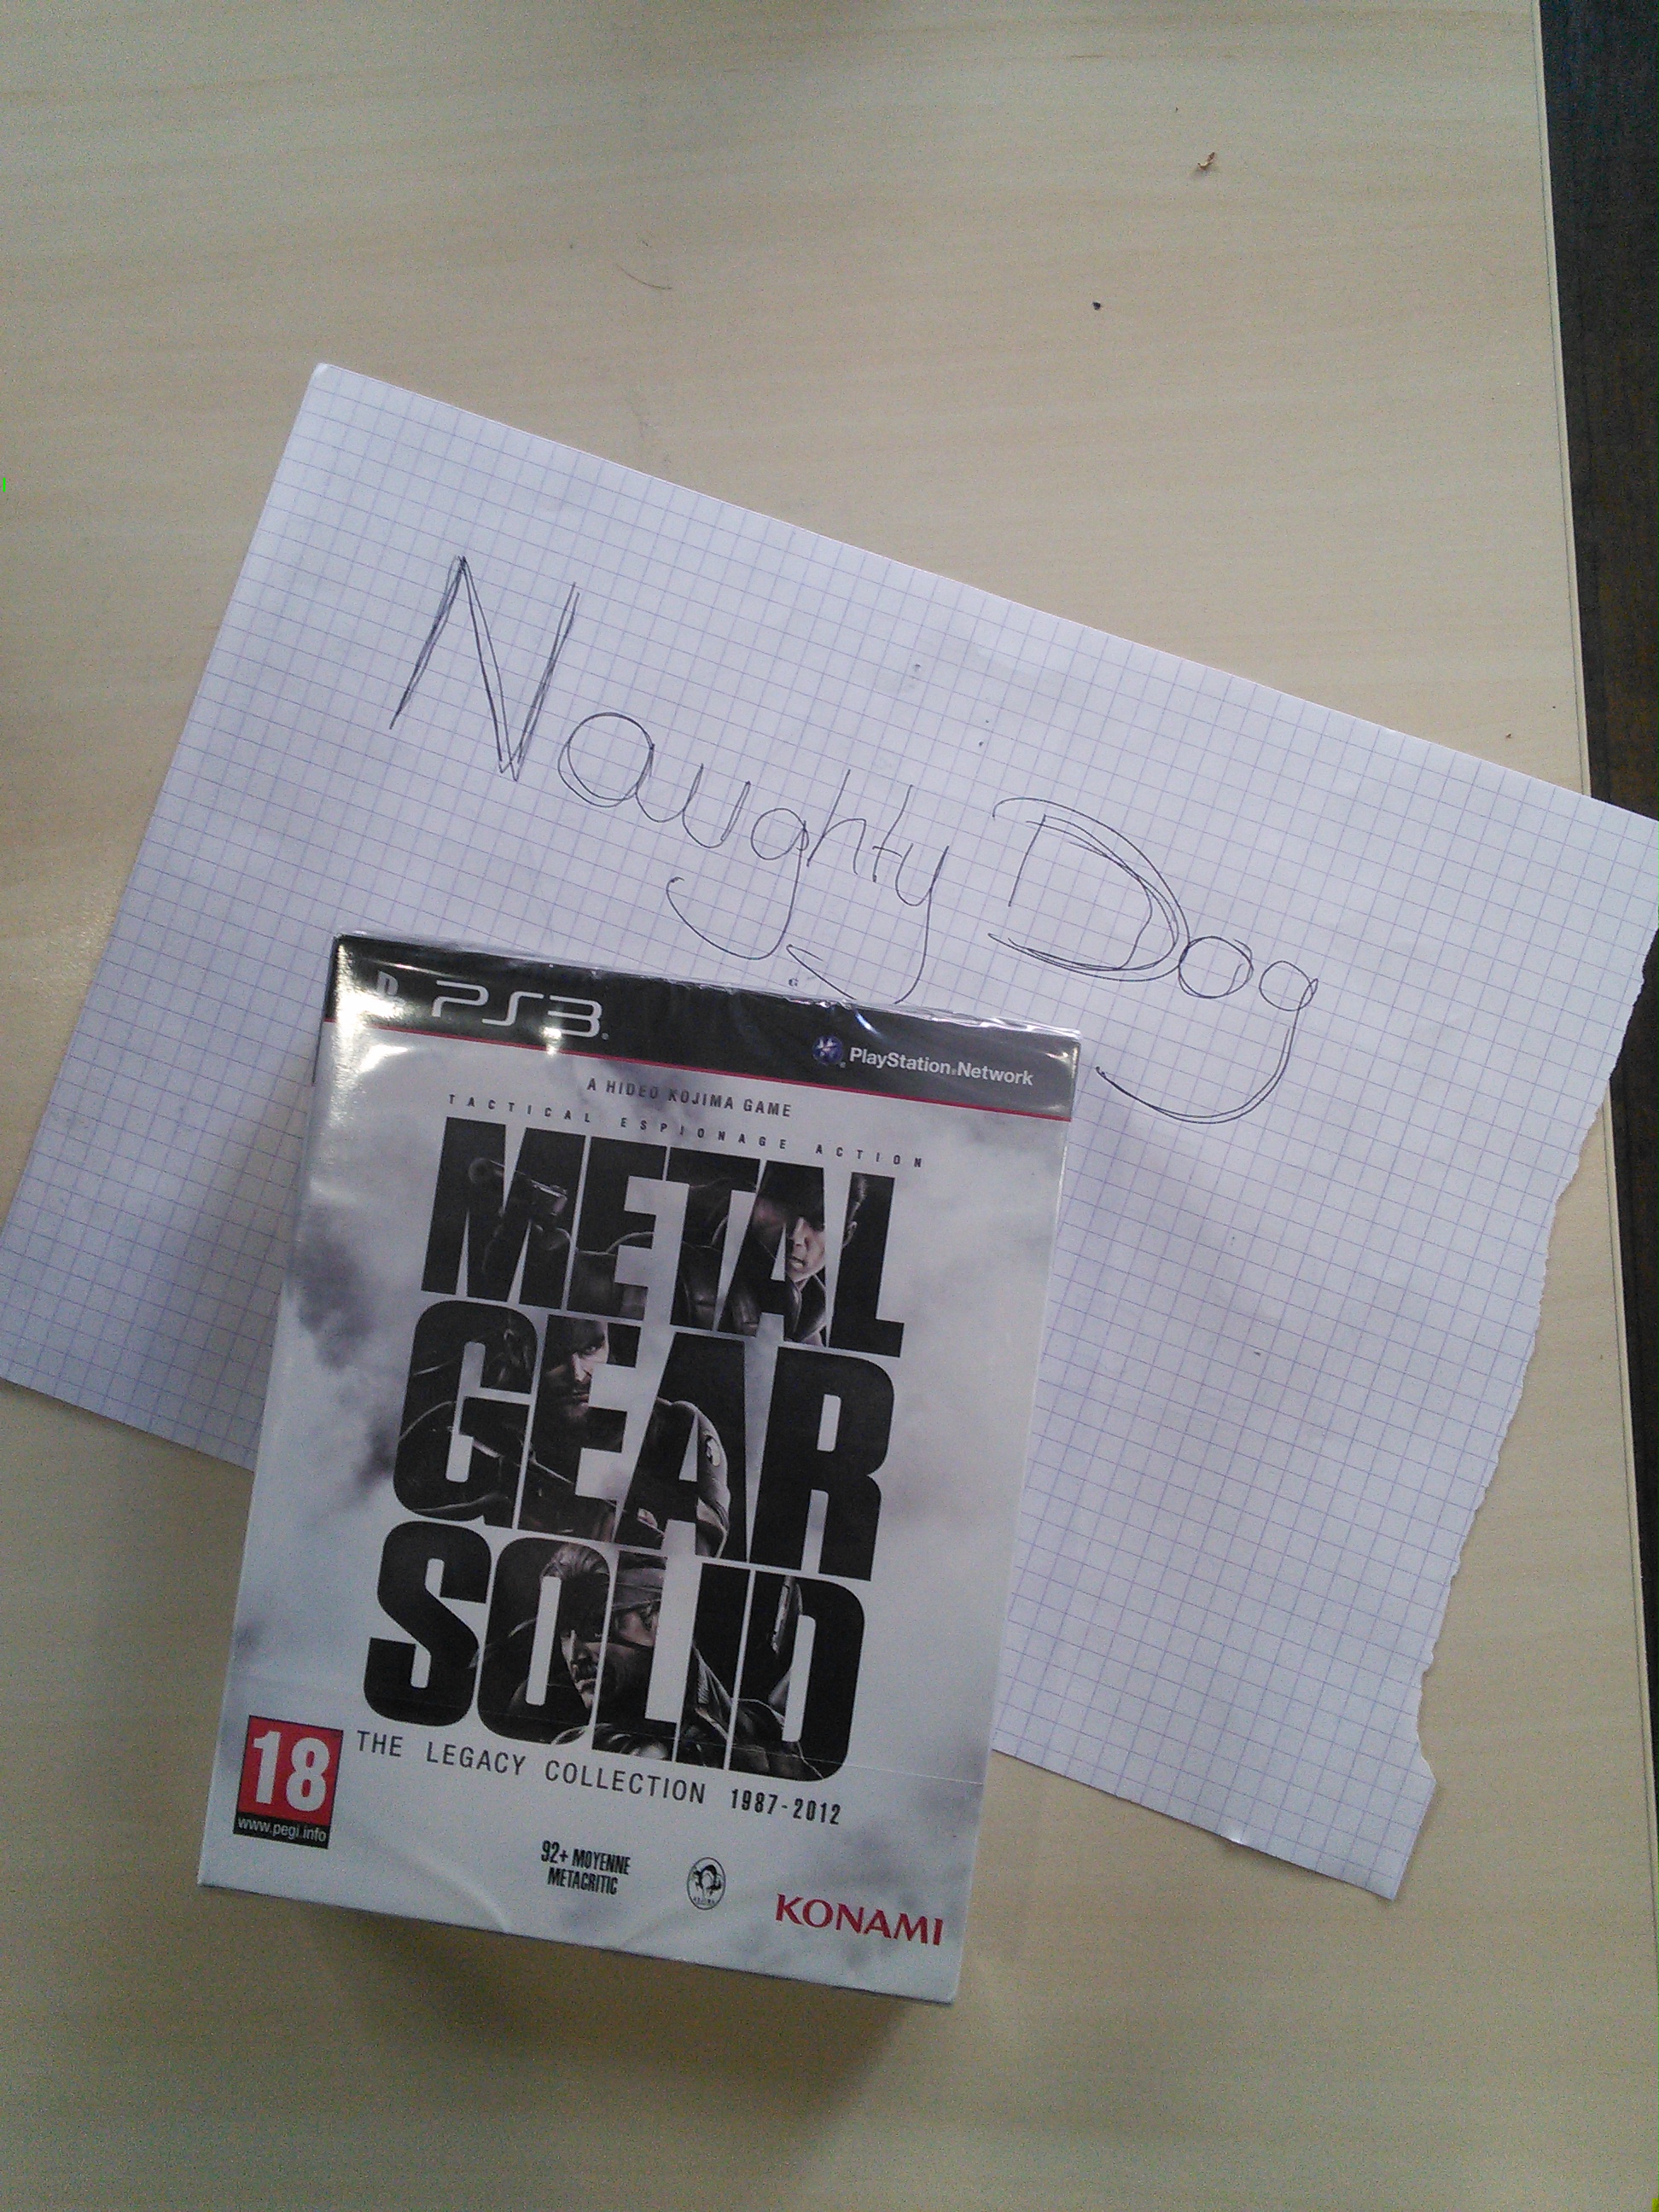 Naughty Dog
PS3
PlayStation Network
A HIDEO KOJIMA GAME
TACTICAL ESPIONAGE ACTION
METAL
GEAR
SOLID
THE LEGACY COLLECTION 1987-2012
18
www.pegi.info
92+ MOYENNE
METACRITIC
KONAMI